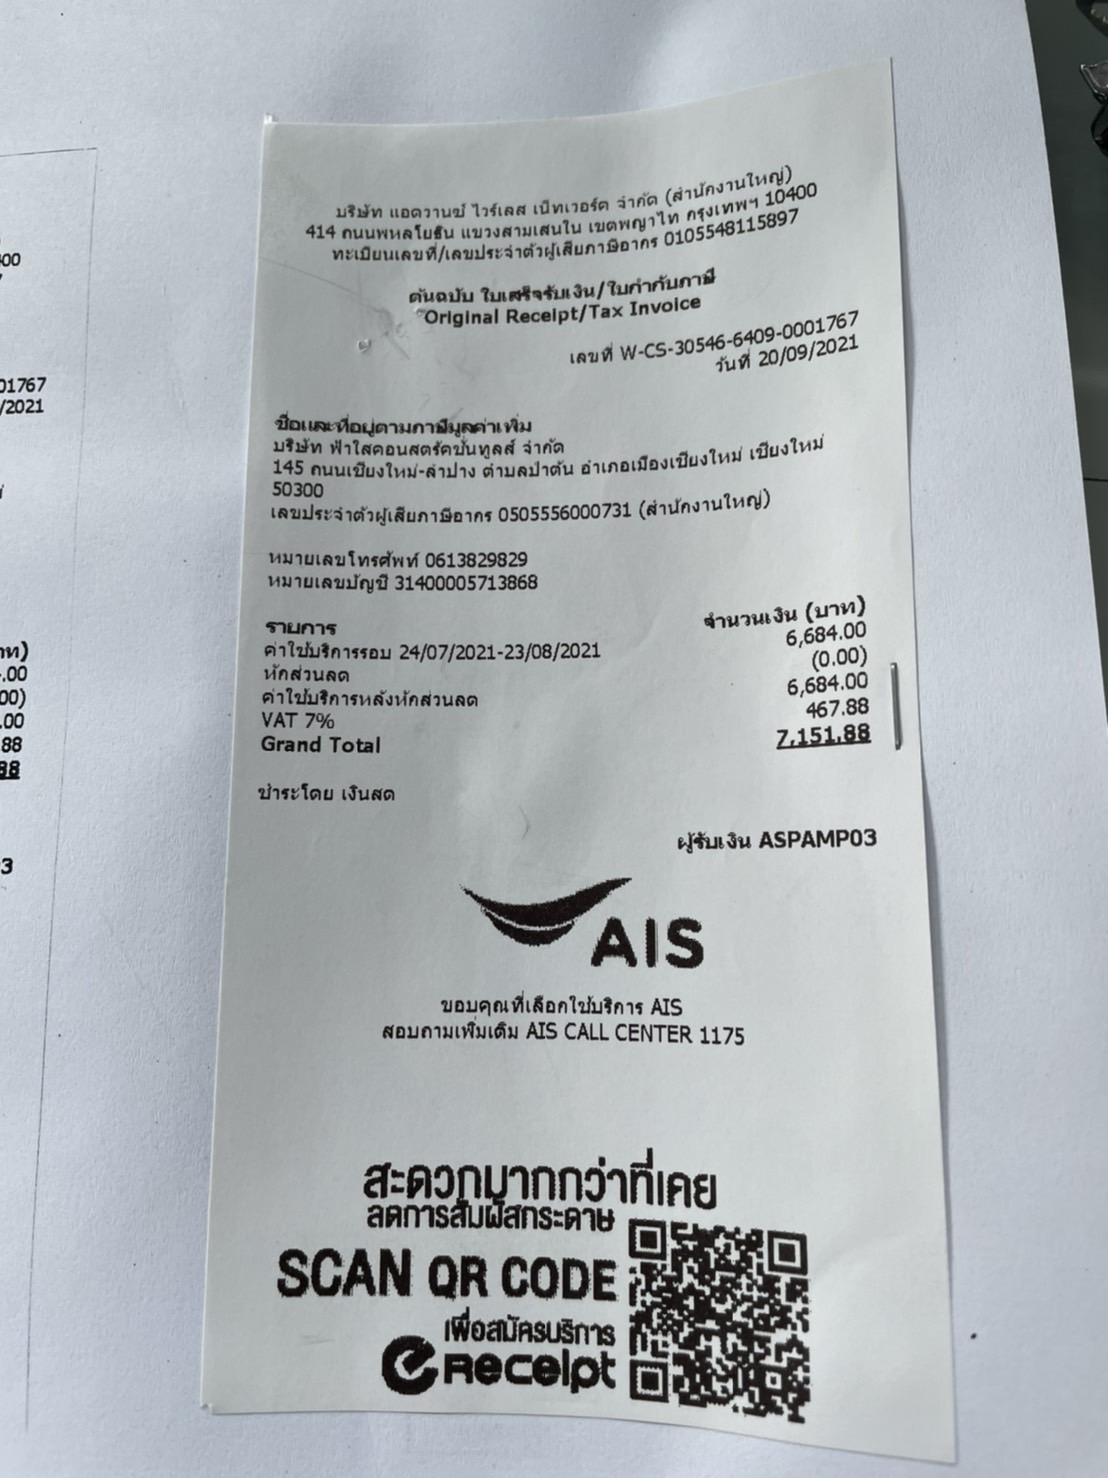 บริษัท แอดวานซ์ ไวร์เลส เน็ทเวอร์ค จำกัด (สำนักงานใหญ่)
414 ถนนพหลโยธิน แขวงสามเสนใน เขตพญาไท กรุงเทพฯ 10400
ทะเบียนเลขที่/เลขประจำตัวผู้เสียภาษีอากร 0105548115897
ต้นฉบับ ใบเสร็จรับเงิน/ใบกำกับภาษี
Original Receipt/Tax Invoice
เลขที่ W-CS-30546-6409-0001767
วันที่ 20/09/2021
ชื่อและที่อยู่ตามภาษีมูลค่าเพิ่ม
บริษัท ฟ้าใสคอนสตรัคชั่นทูลส์ จำกัด
145 ถนนเชียงใหม่-ลำปาง ตำบลป่าตัน อำเภอเมืองเชียงใหม่ เชียงใหม่
50300
เลขประจำตัวผู้เสียภาษีอากร 0505556000731 (สำนักงานใหญ่)
หมายเลขโทรศัพท์ 0613829829
หมายเลขบัญชี 31400005713868
รายการ จำนวนเงิน (บาท)
ค่าใช้บริการรอบ 24/07/2021-23/08/2021 6,684.00
หักส่วนลด (0.00)
ค่าใช้บริการหลังหักส่วนลด 6,684.00
VAT 7% 467.88
Grand Total 7,151.88
ชำระโดย เงินสด
ผู้รับเงิน ASPAMP03
AIS
ขอบคุณที่เลือกใช้บริการ AIS
สอบถามเพิ่มเติม AIS CALL CENTER 1175
สะดวกมากกว่าที่เคย
ลดการสัมผัสกระดาษ
SCAN QR CODE
เพื่อสมัครบริการ
eReceipt